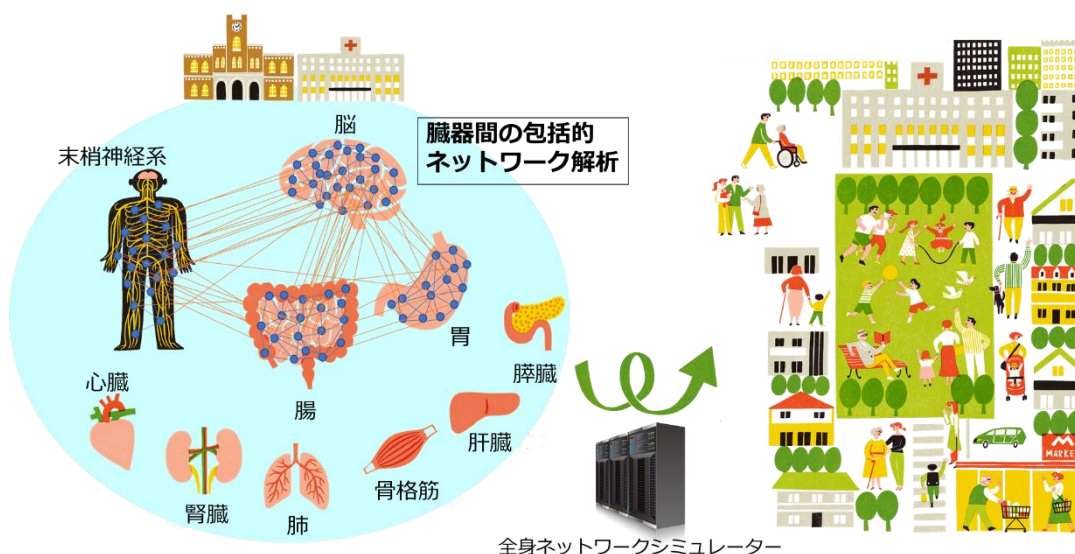 脳
臓器間の包括的
ネットワーク解析
末梢神経系
胃
膵臓
心臓
腸
肝臓
骨格筋
腎臓
肺
全身ネットワークシミュレーター
M
MARKET